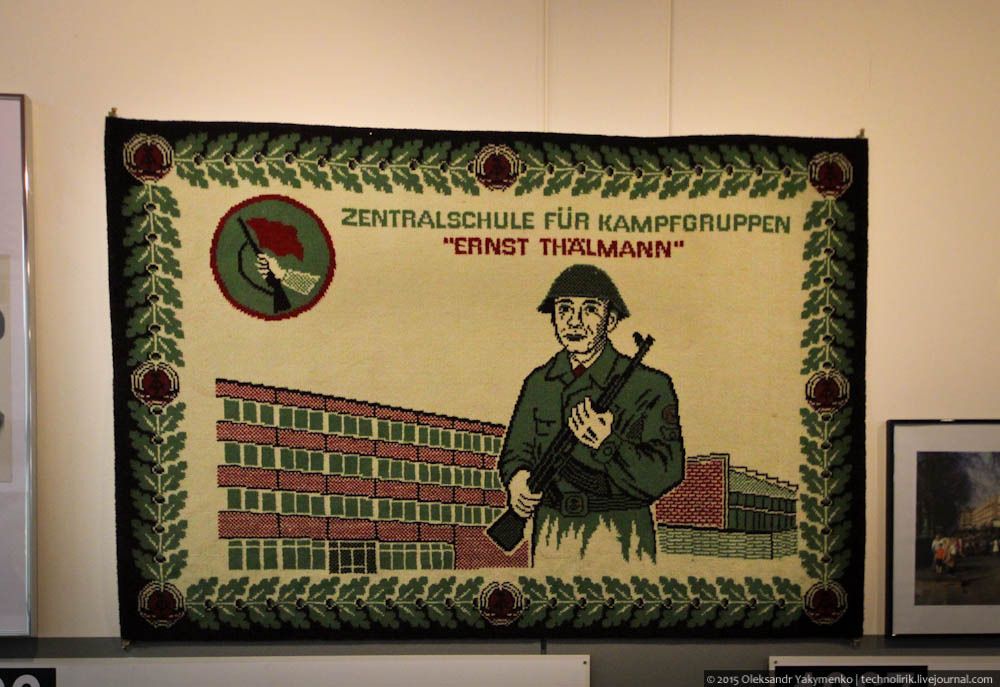 ZENTRALSCHULE FÜR KAMPFGRUPPEN
"ERNST THÄLMANN"
© 2015 Oleksandr Yakymenko | technolirik.livejournal.com